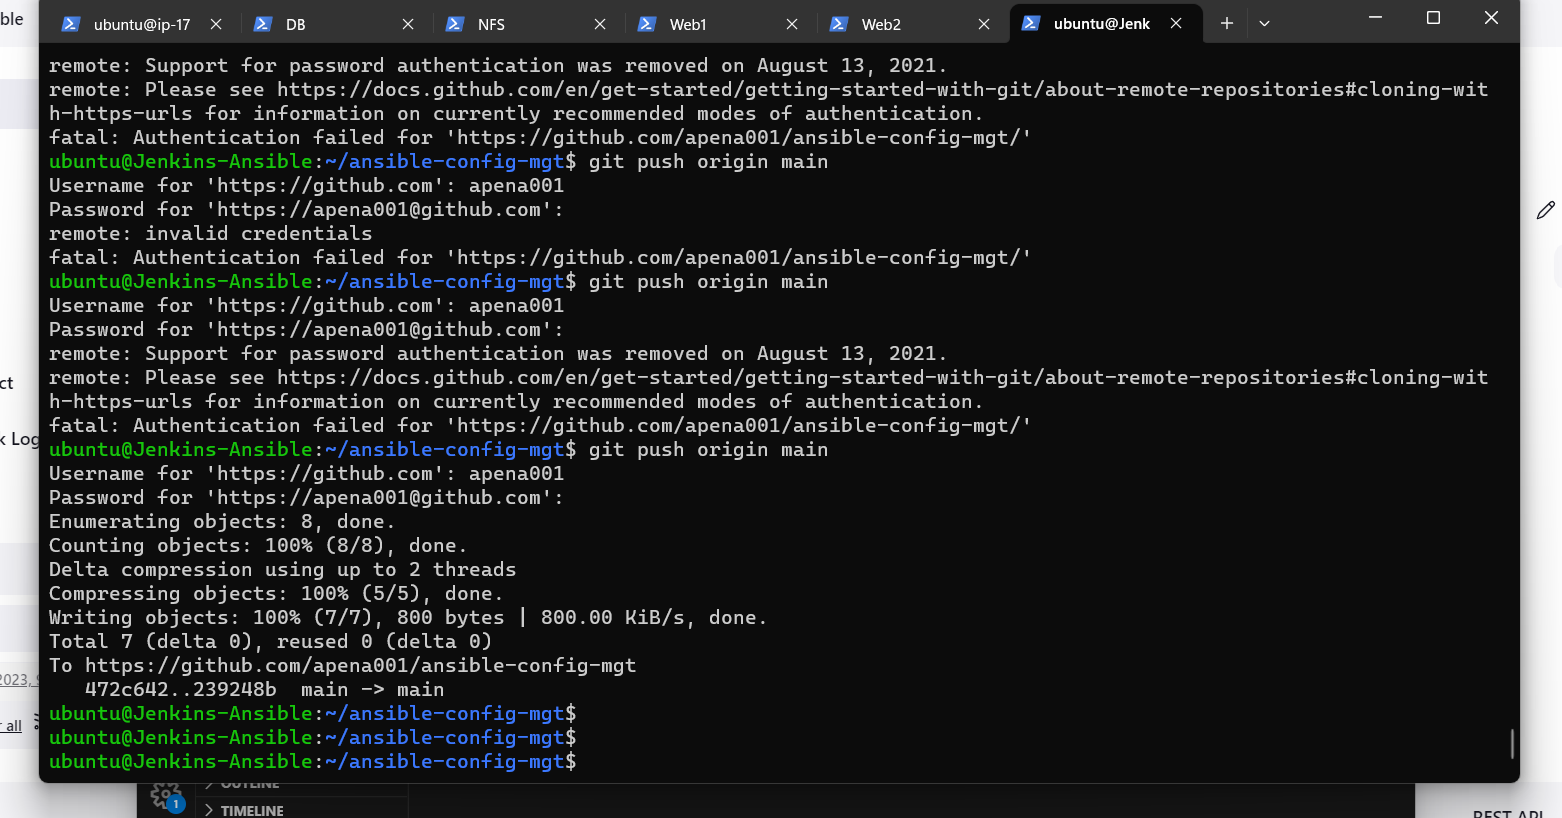 ble
ubuntu@ip-17
DB
NFS
Web1
Web2
ubuntu@Jenk
remote: Support for password authentication was removed on August 13, 2021.
remote: Please see https://docs.github.com/en/get-started/getting-started-with-git/about-remote-repositories#cloning-wit
h-https-urls for information on currently recommended modes of authentication.
fatal: Authentication failed for 'https://github.com/apena001/ansible-config-mgt/'
ubuntu@Jenkins-Ansible:~/ansible-config-mgt$ git push origin main
Username for 'https://github.com': apena001
Password for 'https://apena001@github.com':
remote: invalid credentials
fatal: Authentication failed for 'https://github.com/apena001/ansible-config-mgt/'
ubuntu@Jenkins-Ansible:~/ansible-config-mgt$ git push origin main
Username for 'https://github.com': apena001
Password for 'https://apena001@github.com':
remote: Support for password authentication was removed on August 13, 2021.
remote: Please see https://docs.github.com/en/get-started/getting-started-with-git/about-remote-repositories#cloning-wit
h-https-urls for information on currently recommended modes of authentication.
fatal: Authentication failed for 'https://github.com/apena001/ansible-config-mgt/'
ubuntu@Jenkins-Ansible:~/ansible-config-mgt$ git push origin main
Username for 'https://github.com': apena001
Password for 'https://apena001@github.com':
Enumerating objects: 8, done.
Counting objects: 100% (8/8), done.
Delta compression using up to 2 threads
Compressing objects: 100% (5/5), done.
Writing objects: 100% (7/7), 800 bytes | 800.00 KiB/s, done.
Total 7 (delta 0), reused 0 (delta 0)
To https://github.com/apena001/ansible-config-mgt
   472c642..239248b  main -> main
ubuntu@Jenkins-Ansible:~/ansible-config-mgt$
ubuntu@Jenkins-Ansible:~/ansible-config-mgt$
ubuntu@Jenkins-Ansible:~/ansible-config-mgt$
ct
k Log
2023,
r all
OUTLINE
1
TIMELINE
REST API